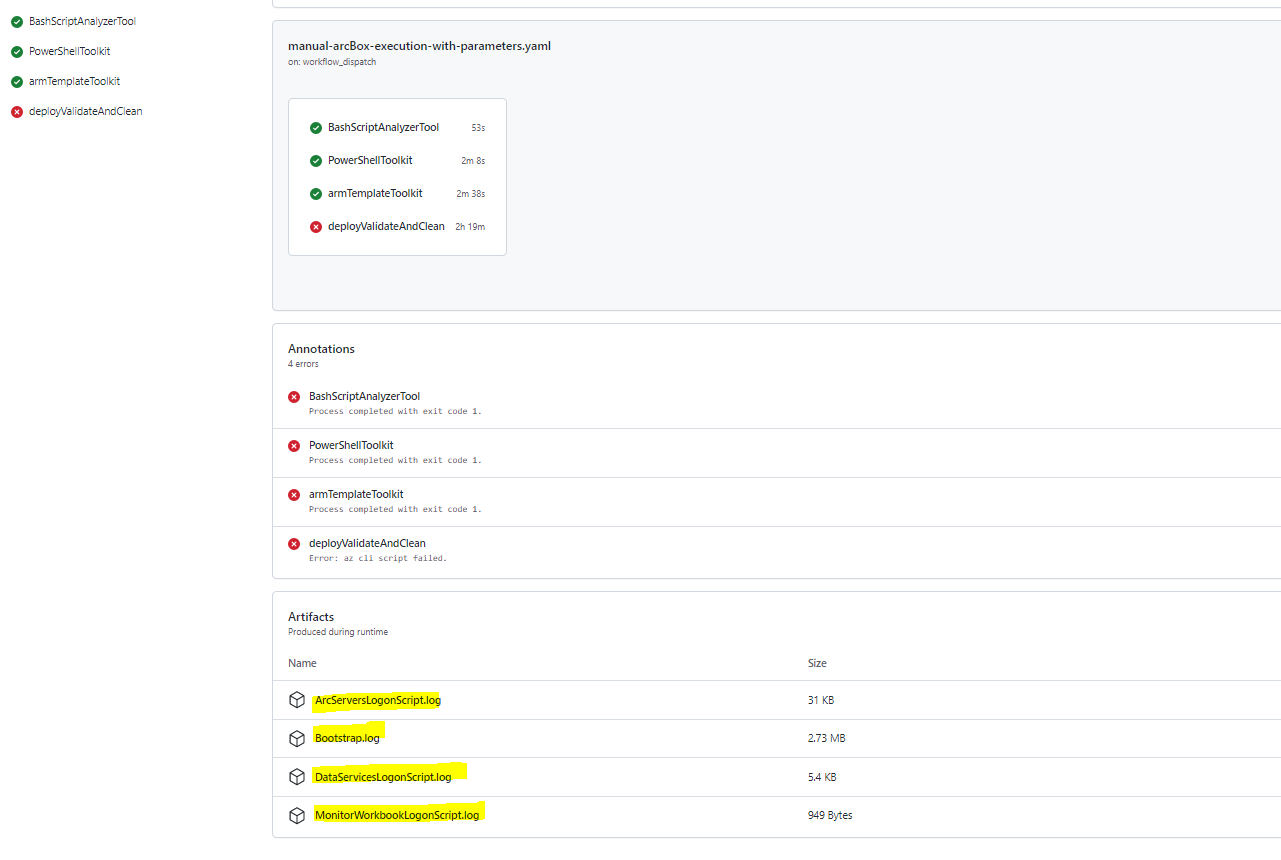 BashScriptAnalyzerTool
PowerShellToolkit
armTemplateToolkit
deployValidateAndClean
manual-arcBox-execution-with-parameters.yaml
on: workflow_dispatch
BashScriptAnalyzerTool 53s
PowerShellToolkit 2m 8s
armTemplateToolkit 2m 38s
deployValidateAndClean 2h 19m
Annotations
4 errors
BashScriptAnalyzerTool
Process completed with exit code 1.
PowerShellToolkit
Process completed with exit code 1.
armTemplateToolkit
Process completed with exit code 1.
deployValidateAndClean
Error: az cli script failed.
Artifacts
Produced during runtime
Name Size
ArcServersLogonScript.log 31 KB
Bootstrap.log 2.73 MB
DataServicesLogonScript.log 5.4 KB
MonitorWorkbookLogonScript.log 949 Bytes